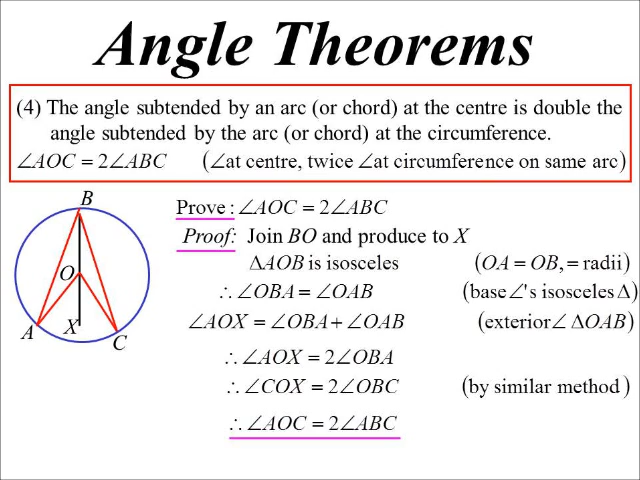 Angle Theorems
(4) The angle subtended by an arc (or chord) at the centre is double the
angle subtended by the arc (or chord) at the circumference.
∠AOC = 2∠ABC (∠at centre, twice ∠at circumference on same arc)
B
O
A
X
C
Prove : ∠AOC = 2∠ABC
Proof: Join BO and produce to X
ΔAOB is isosceles (OA = OB, = radii)
∴ ∠OBA = ∠OAB (base∠'s isosceles Δ)
∠AOX = ∠OBA + ∠OAB (exterior∠ ΔOAB)
∴ ∠AOX = 2∠OBA
∴ ∠COX = 2∠OBC (by similar method)
∴ ∠AOC = 2∠ABC